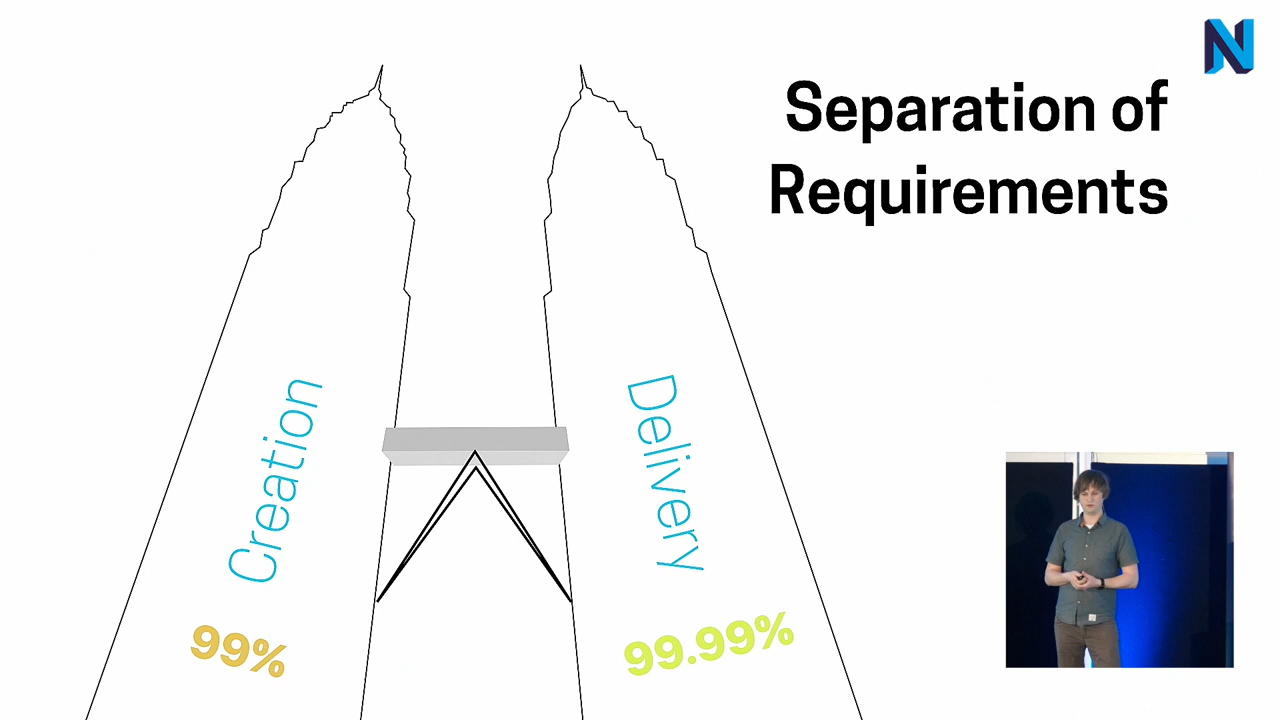 Separation of
Requirements
Creation
Delivery
99%
99.99%